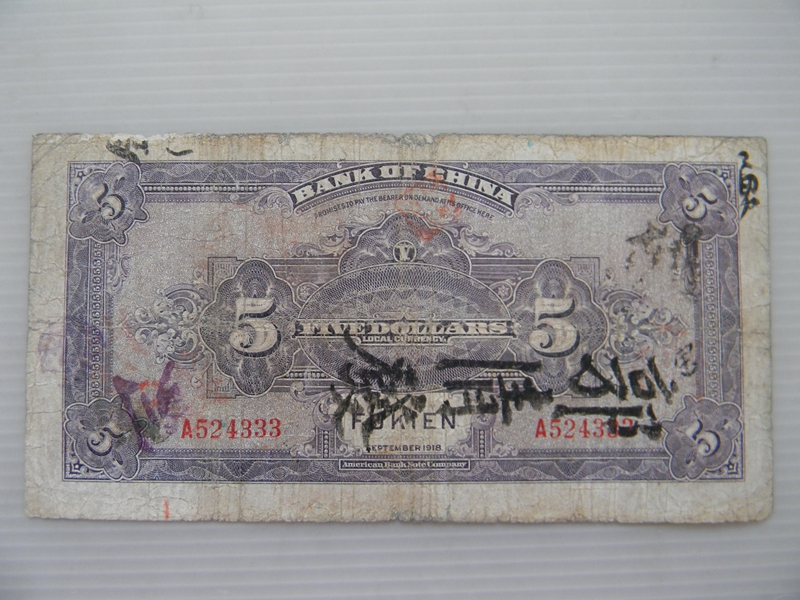 BANK OF CHINA
PROMISES TO PAY THE BEARER ON DEMAND AT ITS OFFICE HERE
5 5
V
5 5
FIVE DOLLARS
LOCAL CURRENCY
A524333 FUKIEN A524333
SEPTEMBER 1918.
5 5
American Bank Note Company